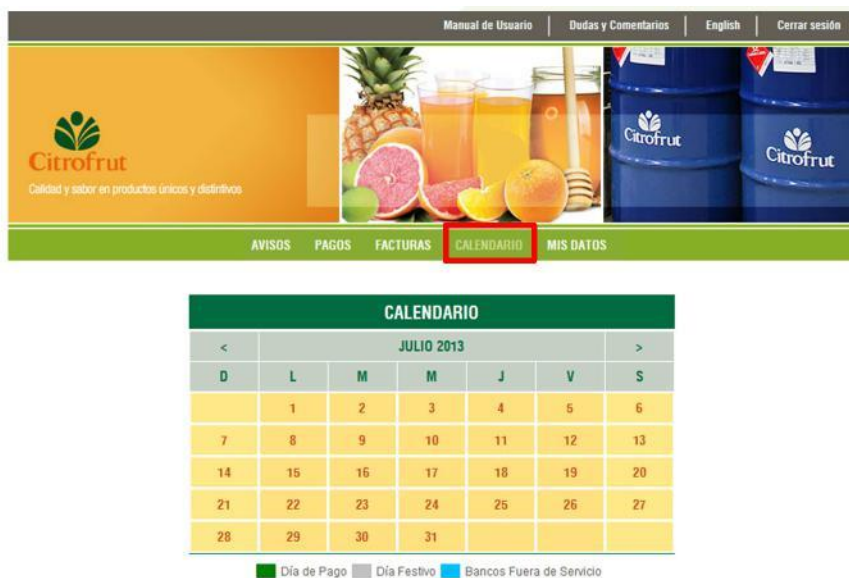 Manual de Usuario | Dudas y Comentarios | English | Cerrar sesión
Citrofrut
Calidad y sabor en productos únicos y distintivos
Citrofrut
Citrofrut
AVISOS PAGOS FACTURAS CALENDARIO MIS DATOS
CALENDARIO
< JULIO 2013 >
D L M M J V S
1 2 3 4 5 6
7 8 9 10 11 12 13
14 15 16 17 18 19 20
21 22 23 24 25 26 27
28 29 30 31
Día de Pago Día Festivo Bancos Fuera de Servicio